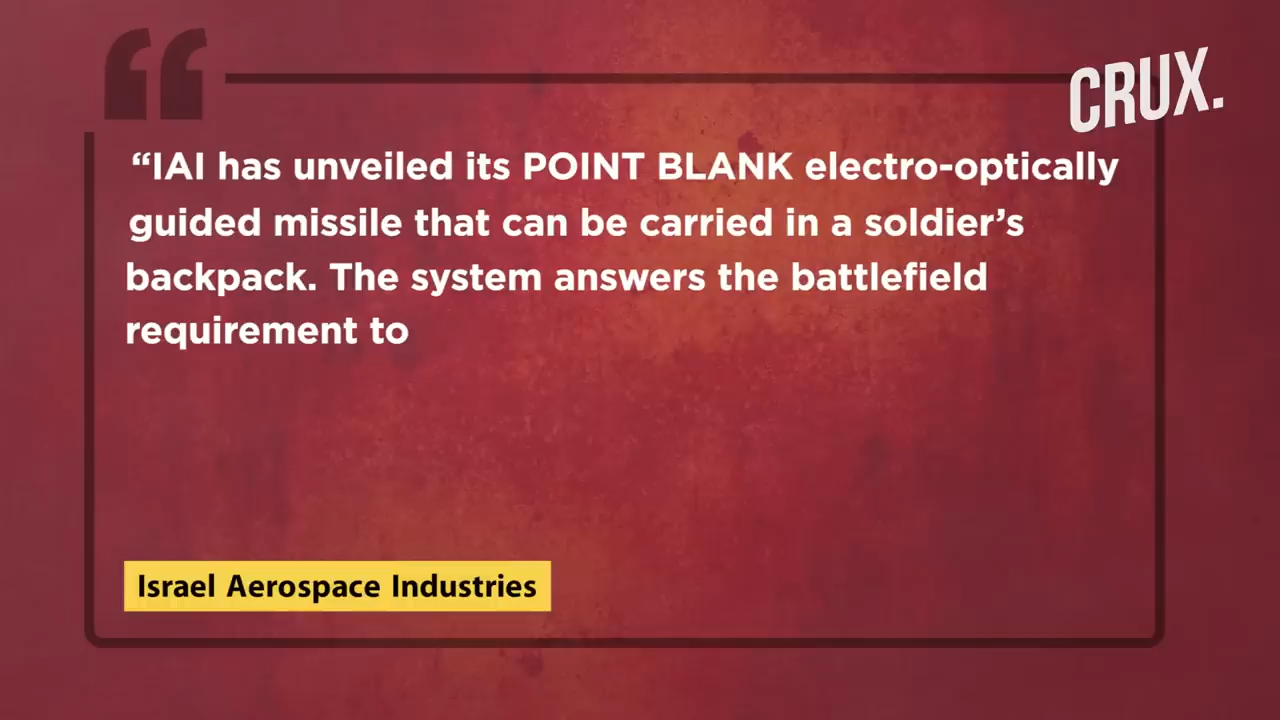 CRUX.
“IAI has unveiled its POINT BLANK electro-optically
guided missile that can be carried in a soldier’s
backpack. The system answers the battlefield
requirement to
Israel Aerospace Industries